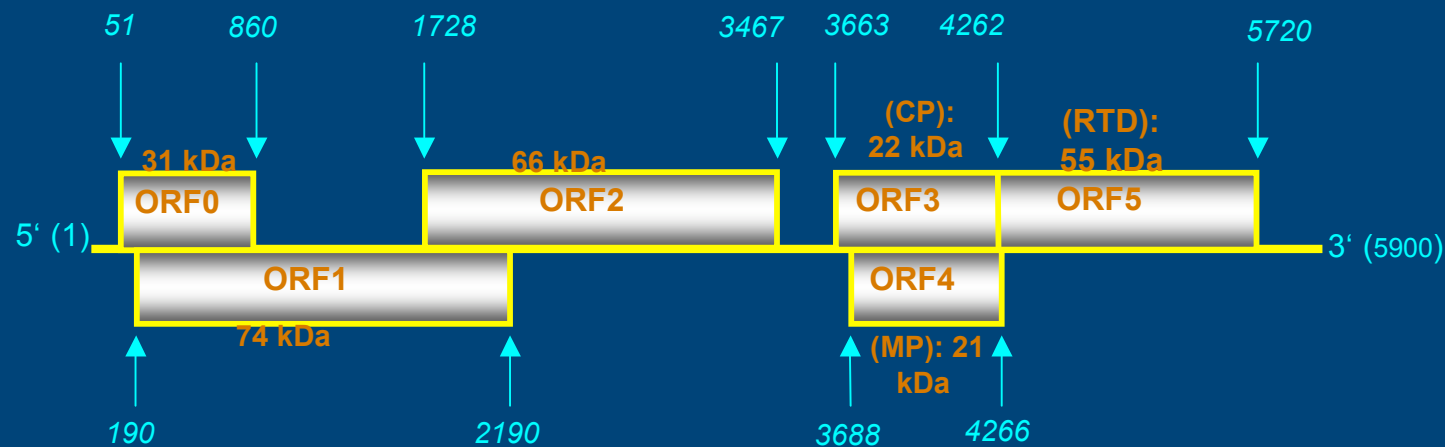 51 860 1728 3467 3663 4262 5720
(CP):
22 kDa
(RTD):
55 kDa
31 kDa
66 kDa
ORF0
ORF2
ORF3
ORF5
5‘ (1)
3‘ (5900)
ORF1
ORF4
74 kDa
(MP): 21
kDa
190 2190 3688 4266